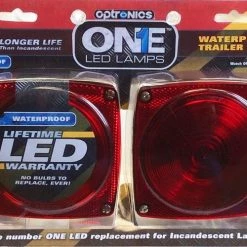 optronics
LONGER LIFE
Than Incandescent
ONE
LED LAMPS
WATERP
TRAILER
WATERPROOF
LIFETIME
LED
WARRANTY
NO BULBS TO
REPLACE, EVER!
number ONE LED replacement for Incandescent La